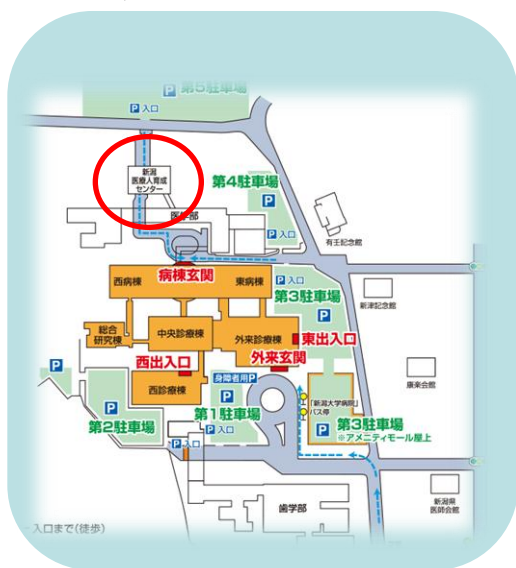 P 第5駐車場
P 入口
新潟
医療人育成
センター
第4駐車場
P
医学部
P 入口
有壬記念館
病棟玄関
西病棟
東病棟
P 入口
第3駐車場
P
新津記念館
総合
研究棟
中央診療棟
外来診療棟
東出入口
西出入口
外来玄関
P
身障者用P
西診療棟
康楽会館
P
第2駐車場
P
第1駐車場
P 入口
「新潟大学病院」
バス停
第3駐車場
※アメニティモール屋上
P
P 入口
歯学部
新潟県
医師会館
入口まで(徒歩)